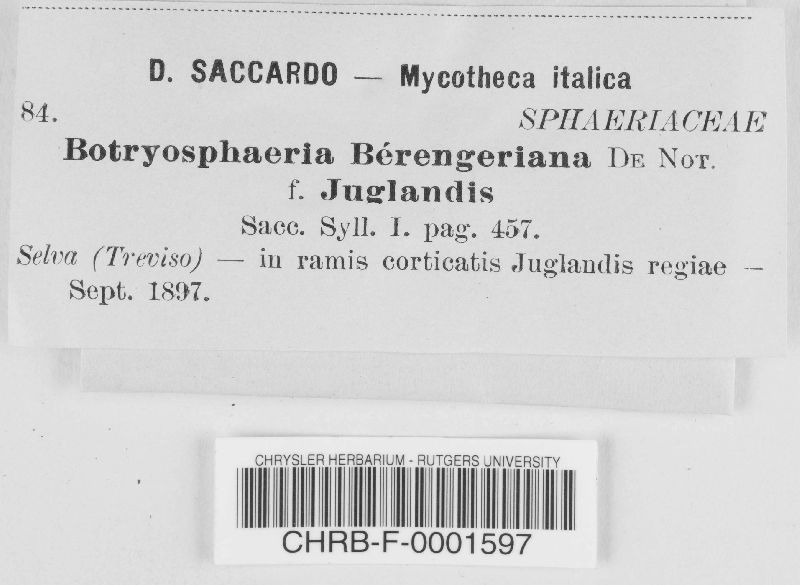 D. SACCARDO — Mycotheca italica
84.
SPHAERIACEAE
Botryosphaeria Bérengeriana DE NOT.
f. Juglandis
Sacc. Syll. I. pag. 457.
Selva (Treviso) — in ramis corticatis Juglandis regiae —
Sept. 1897.
CHRYSLER HERBARIUM - RUTGERS UNIVERSITY
CHRB-F-0001597